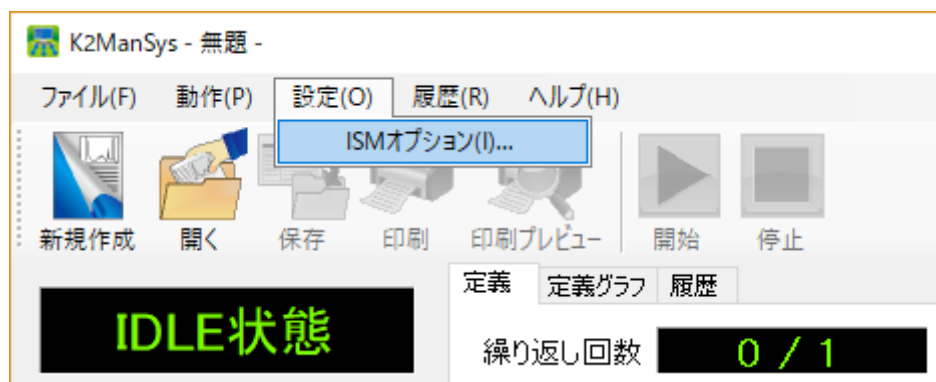 K2ManSys - 無題 -
ファイル(F) 動作(P) 設定(O) 履歴(R) ヘルプ(H)
ISMオプション(I)...
新規作成 開く 保存 印刷 印刷プレビュー 開始 停止
定義 定義グラフ 履歴
IDLE状態
繰り返し回数 0 / 1